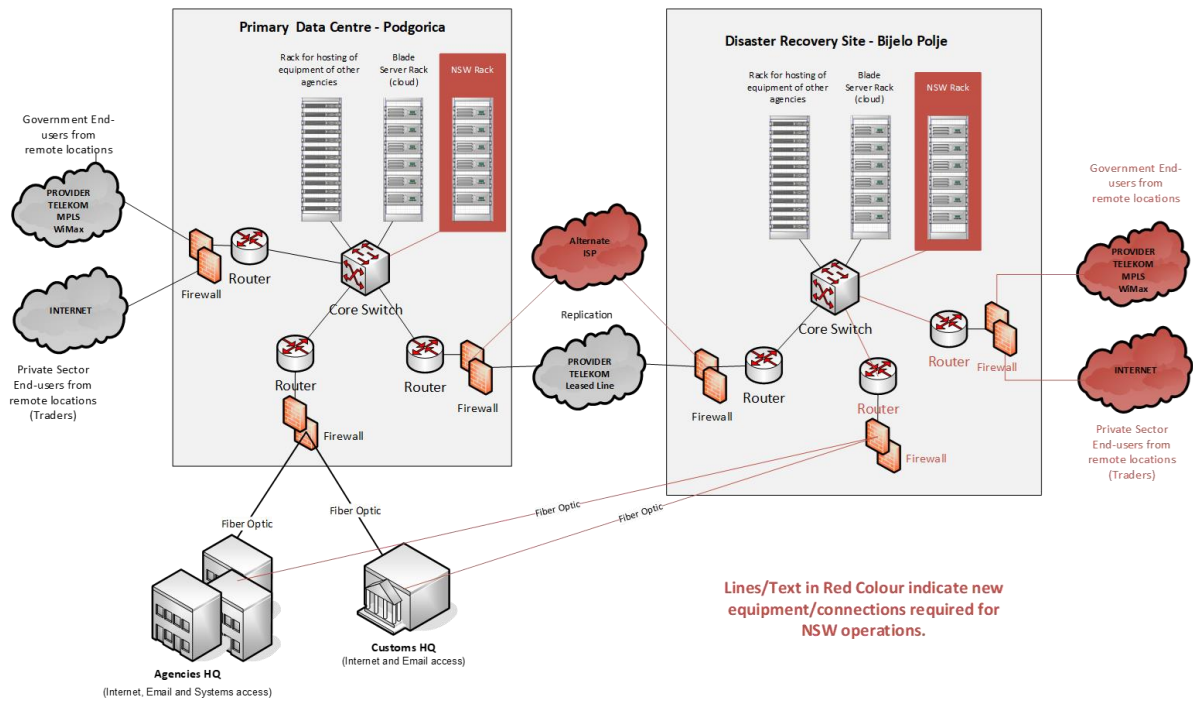 Primary Data Centre - Podgorica
Rack for hosting of
equipment of other
agencies
Blade
Server Rack
(cloud)
NSW Rack
Government End-
users from
remote locations
PROVIDER
TELEKOM
MPLS
WiMax
INTERNET
Private Sector
End-users from
remote locations
(Traders)
Firewall
Router
Core Switch
Router
Router
Firewall
Firewall
Alternate
ISP
Replication
PROVIDER
TELEKOM
Leased Line
Disaster Recovery Site - Bijelo Polje
Rack for hosting of
equipment of other
agencies
Blade
Server Rack
(cloud)
NSW Rack
Core Switch
Firewall
Router
Router
Firewall
Router
Firewall
Government End-
users from
remote locations
PROVIDER
TELEKOM
MPLS
WiMax
INTERNET
Private Sector
End-users from
remote locations
(Traders)
Fiber Optic
Fiber Optic
Fiber Optic
Fiber Optic
Agencies HQ
(Internet, Email and Systems access)
Customs HQ
(Internet and Email access)
Lines/Text in Red Colour indicate new
equipment/connections required for
NSW operations.